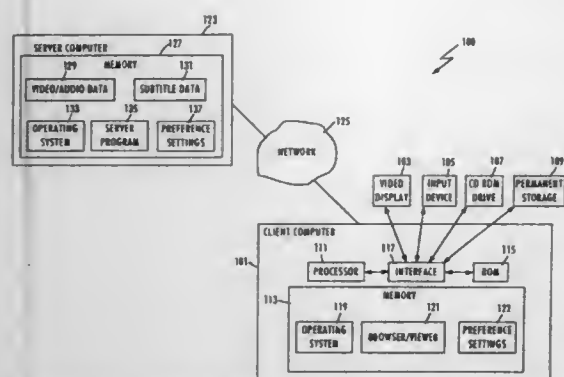 123
SERVER COMPUTER
127
MEMORY
129
131
VIDEO/AUDIO DATA
SUBTITLE DATA
133
135
137
OPERATING SYSTEM
SERVER PROGRAM
PREFERENCE SETTINGS
100
125
NETWORK
103
105
107
109
VIDEO DISPLAY
INPUT DEVICE
CD ROM DRIVE
PERMANENT STORAGE
CLIENT COMPUTER
101
111
117
115
PROCESSOR
INTERFACE
ROM
113
MEMORY
119
121
122
OPERATING SYSTEM
BROWSER/VIEWER
PREFERENCE SETTINGS